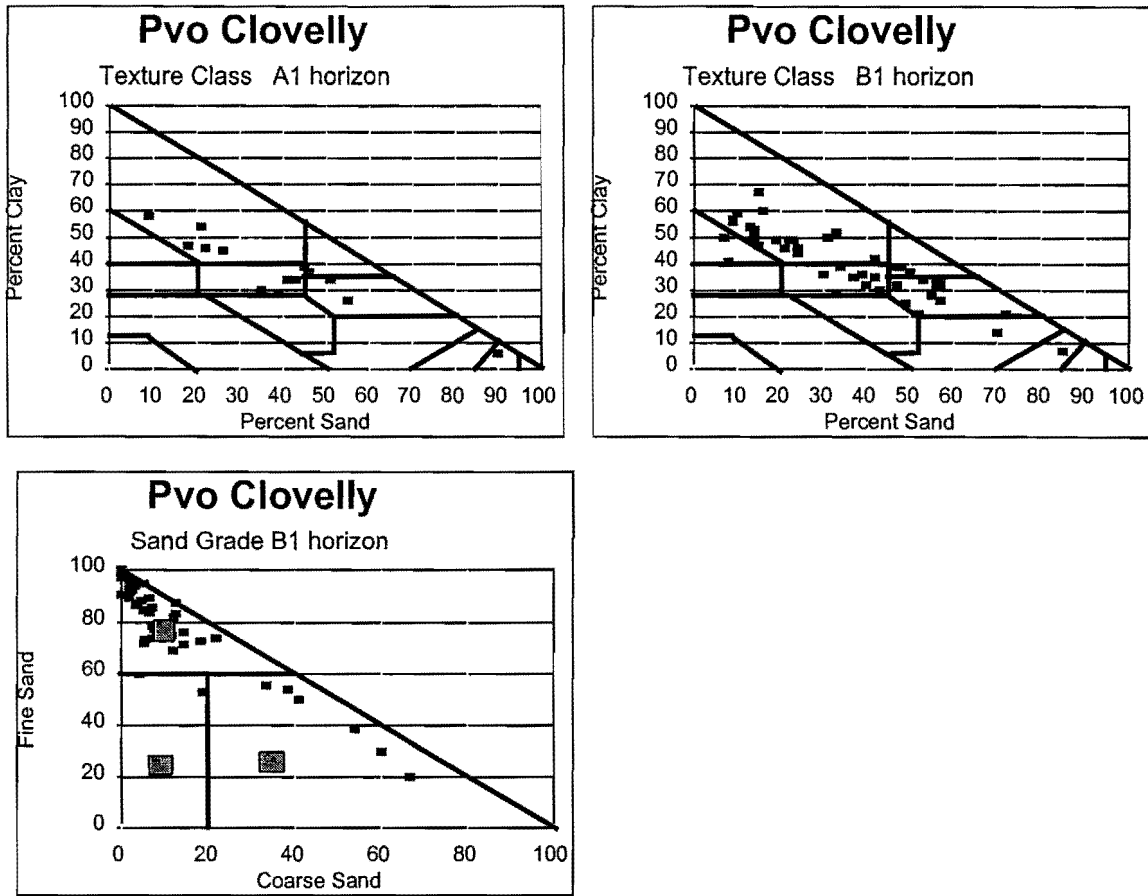 Pvo Clovelly
Texture Class A1 horizon
100
90
80
70
60
50
40
30
20
10
0
Percent Clay
0 10 20 30 40 50 60 70 80 90 100
Percent Sand
Pvo Clovelly
Texture Class B1 horizon
100
90
80
70
60
50
40
30
20
10
0
Percent Clay
0 10 20 30 40 50 60 70 80 90 100
Percent Sand
Pvo Clovelly
Sand Grade B1 horizon
100
80
60
40
20
0
Fine Sand
0 20 40 60 80 100
Coarse Sand